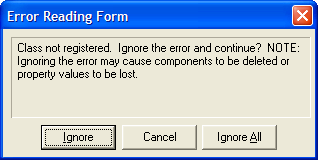 Error Reading Form
Class not registered.  Ignore the error and continue?  NOTE:
Ignoring the error may cause components to be deleted or
property values to be lost.
Ignore
Cancel
Ignore All